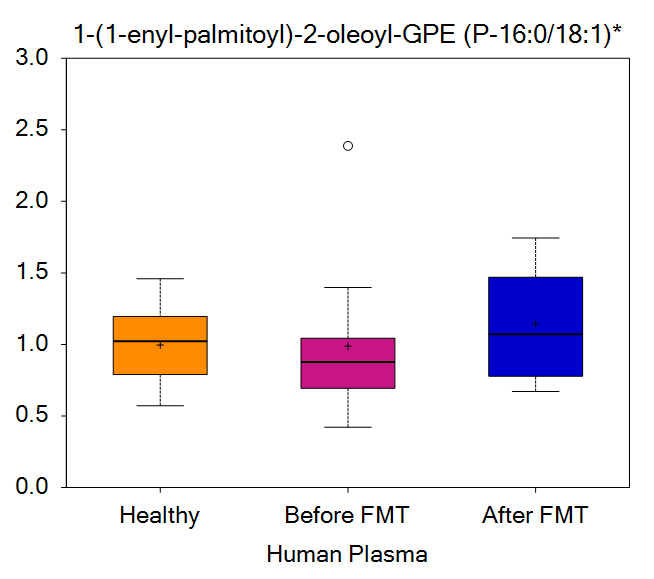 1-(1-enyl-palmitoyl)-2-oleoyl-GPE (P-16:0/18:1)*
3.0
2.5
2.0
1.5
1.0
0.5
0.0
Healthy Before FMT After FMT
Human Plasma